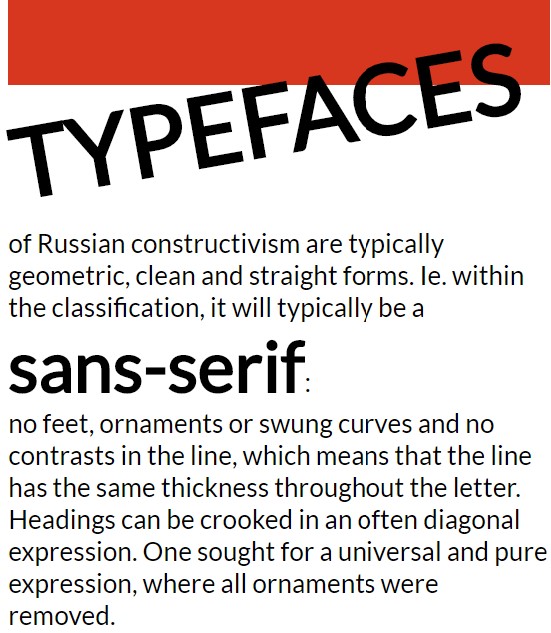 TYPEFACES
of Russian constructivism are typically
geometric, clean and straight forms. Ie. within
the classification, it will typically be a
sans-serif:
no feet, ornaments or swung curves and no
contrasts in the line, which means that the line
has the same thickness throughout the letter.
Headings can be crooked in an often diagonal
expression. One sought for a universal and pure
expression, where all ornaments were
removed.